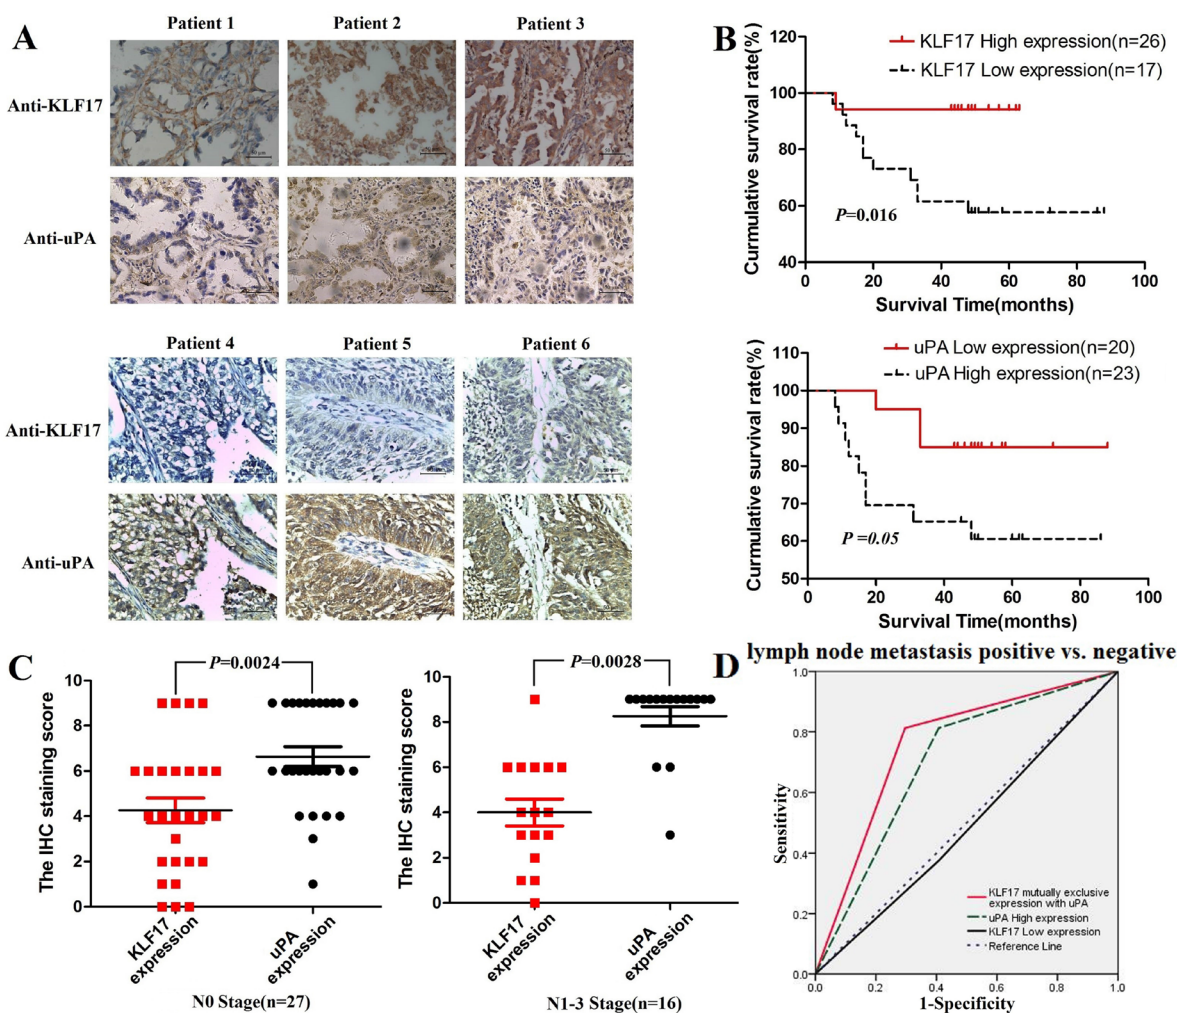 A
Patient 1
Patient 2
Patient 3
Anti-KLF17
Anti-uPA
Patient 4
Patient 5
Patient 6
Anti-KLF17
Anti-uPA
B
KLF17 High expression(n=26)
KLF17 Low expression(n=17)
Curmulative survival rate(%)
120
100
80
60
40
P=0.016
0 20 40 60 80 100
Survival Time(months)
uPA Low expression(n=20)
uPA High expression(n=23)
Curmulative survival rate(%)
110
100
90
80
70
60
50
P =0.05
0 20 40 60 80 100
Survival Time(months)
C
P=0.0024
The IHC staining score
10
8
6
4
2
0
KLF17
expression
uPA
expression
N0 Stage(n=27)
P=0.0028
The IHC staining score
10
8
6
4
2
0
KLF17
expression
uPA
expression
N1-3 Stage(n=16)
D
lymph node metastasis positive vs. negative
Sensitivity
1.0
0.8
0.6
0.4
0.2
0.0
KLF17 mutually exclusive
expression with uPA
uPA High expression
KLF17 Low expression
Reference Line
0.0 0.2 0.4 0.6 0.8 1.0
1-Specificity